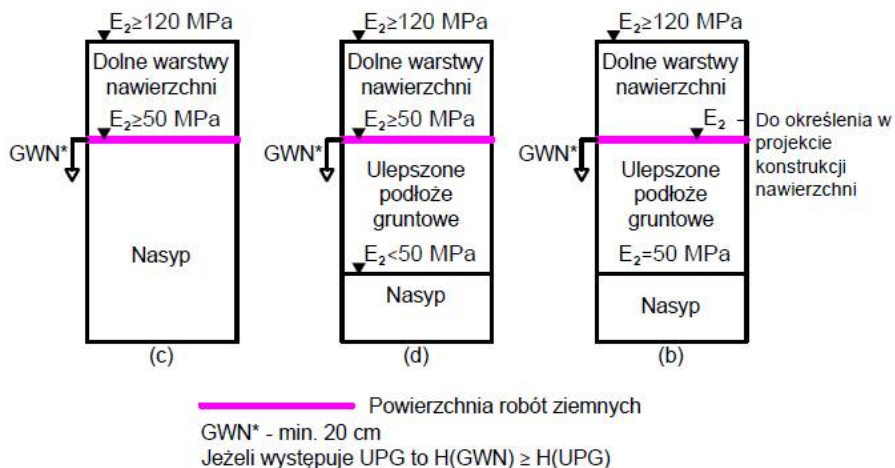 E₂≥120 MPa
Dolne warstwy
nawierzchni
E₂≥50 MPa
GWN*
Nasyp
(c)
E₂≥120 MPa
Dolne warstwy
nawierzchni
E₂≥50 MPa
GWN*
Ulepszone
podłoże
gruntowe
E₂<50 MPa
Nasyp
(d)
E₂≥120 MPa
Dolne warstwy
nawierzchni
E₂ - Do określenia w
projekcie
konstrukcji
nawierzchni
GWN*
Ulepszone
podłoże
gruntowe
E₂=50 MPa
Nasyp
(b)
Powierzchnia robót ziemnych
GWN* - min. 20 cm
Jeżeli występuje UPG to H(GWN) ≥ H(UPG)